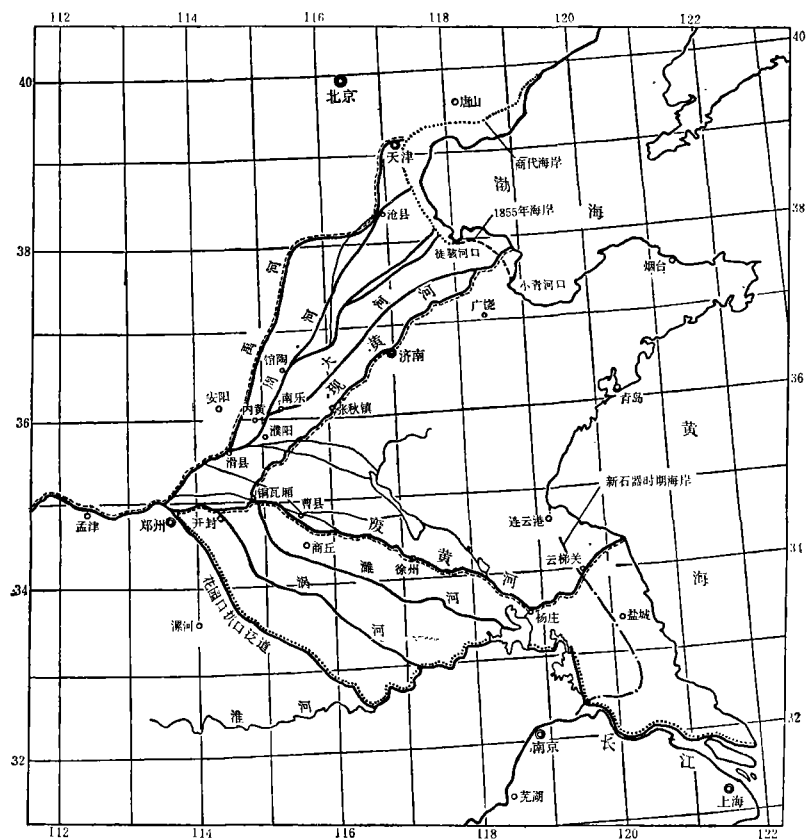 112 114 116 118 120 122
40
40
北京
唐山
商代海岸
天津
渤海
沧县
1855年海岸
38
38
徒骇河口
小青河口
烟台
禹河
周河
大河
现黄河
广饶
馆陶
济南
安阳
南乐
内黄
张秋镇
36
36
青岛
濮阳
滑县
黄海
新石器时期海岸
铜瓦厢
曹县
孟津
郑州
开封
废黄河
连云港
商丘
徐州
云梯关
34
34
涡河
濉河
花园口扒口泛道
漯河
杨庄
盐城
淮河
32
32
南京
长江
芜湖
上海
112 114 116 118 120 122